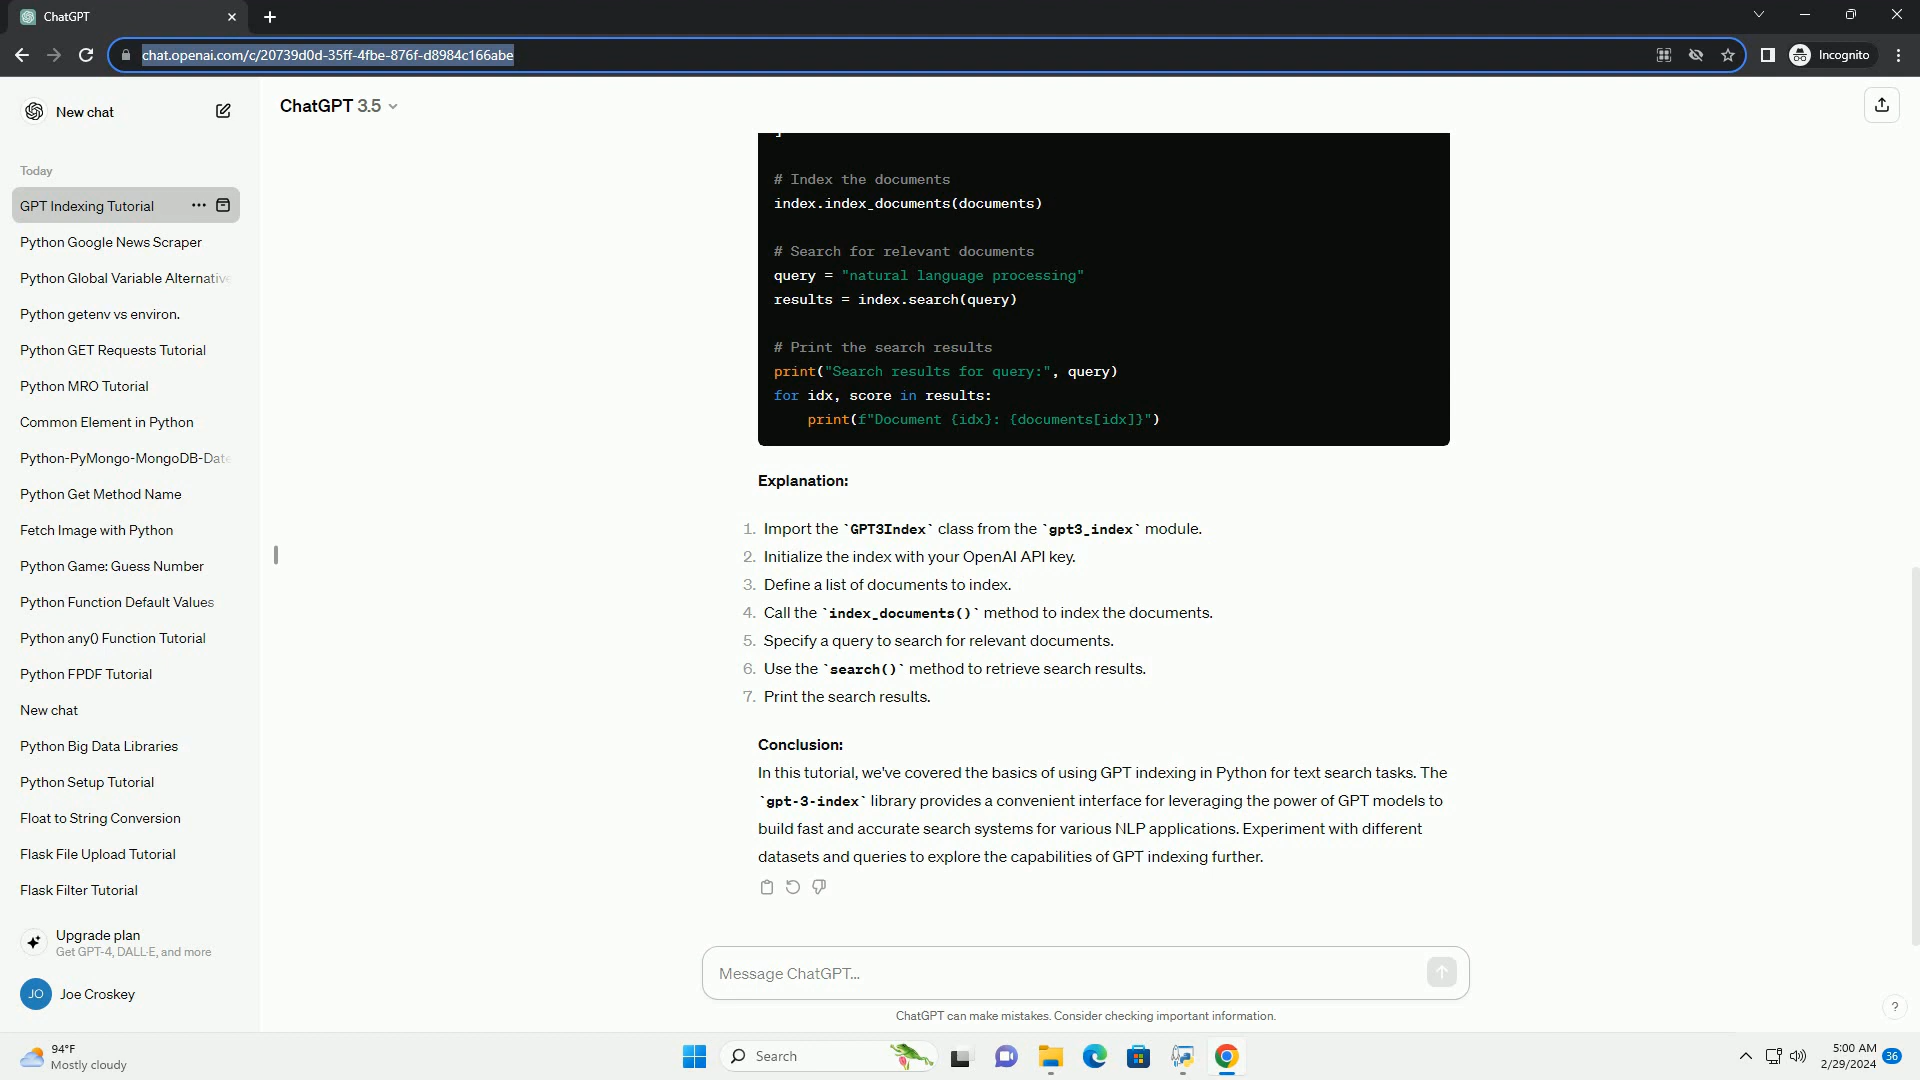 ChatGPT
chat.openai.com/c/20739d0d-35ff-4fbe-876f-d8984c166abe
Incognito
New chat
ChatGPT 3.5
Today
GPT Indexing Tutorial
Python Google News Scraper
Python Global Variable Alternative
Python getenv vs environ.
Python GET Requests Tutorial
Python MRO Tutorial
Common Element in Python
Python-PyMongo-MongoDB-Date
Python Get Method Name
Fetch Image with Python
Python Game: Guess Number
Python Function Default Values
Python any() Function Tutorial
Python FPDF Tutorial
New chat
Python Big Data Libraries
Python Setup Tutorial
Float to String Conversion
Flask File Upload Tutorial
Flask Filter Tutorial
Upgrade plan
Get GPT-4, DALL·E, and more
JO Joe Croskey
]
# Index the documents
index.index_documents(documents)
# Search for relevant documents
query = "natural language processing"
results = index.search(query)
# Print the search results
print("Search results for query:", query)
for idx, score in results:
    print(f"Document {idx}: {documents[idx]}")
Explanation:
1. Import the `GPT3Index` class from the `gpt3_index` module.
2. Initialize the index with your OpenAI API key.
3. Define a list of documents to index.
4. Call the `index_documents()` method to index the documents.
5. Specify a query to search for relevant documents.
6. Use the `search()` method to retrieve search results.
7. Print the search results.
Conclusion:
In this tutorial, we've covered the basics of using GPT indexing in Python for text search tasks. The
`gpt-3-index` library provides a convenient interface for leveraging the power of GPT models to
build fast and accurate search systems for various NLP applications. Experiment with different
datasets and queries to explore the capabilities of GPT indexing further.
Message ChatGPT...
ChatGPT can make mistakes. Consider checking important information.
?
94°F
Mostly cloudy
Search
5:00 AM
2/29/2024
36